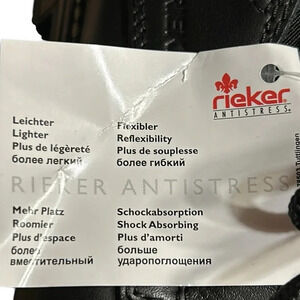 rieker
ANTISTRESS
Leichter
Lighter
Plus de légèreté
более легкий
Flexibler
Reflexibility
Plus de souplesse
более гибкий
RIEKER ANTISTRESS
Mehr Platz
Roomier
Plus d'espace
более
вместительный
Schockabsorption
Shock Absorbing
Plus d'amorti
больше
ударопоглощения
Tuttlingen